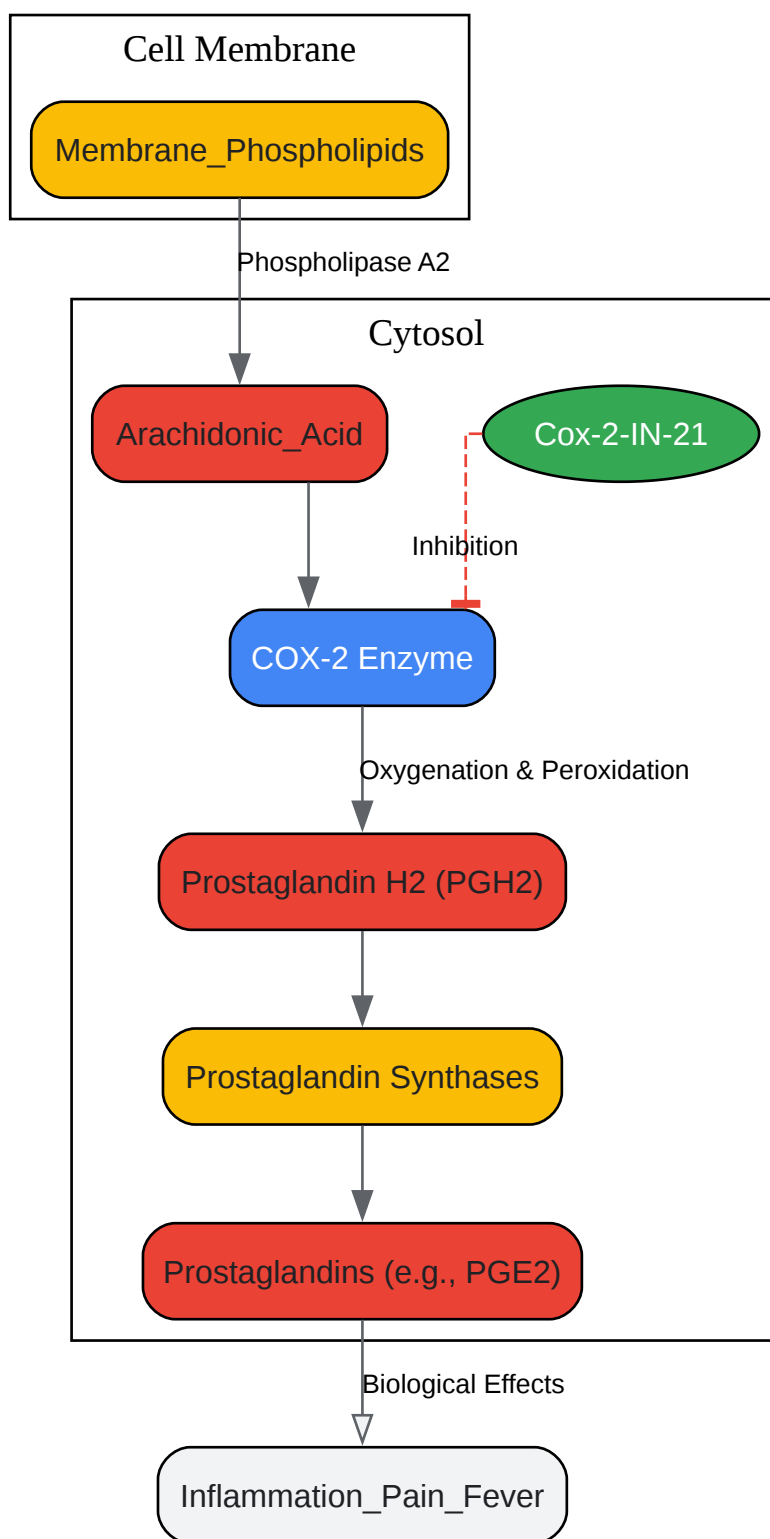 Cell Membrane
Membrane_Phospholipids
Phospholipase A2
Cytosol
Arachidonic_Acid
Cox-2-IN-21
Inhibition
COX-2 Enzyme
Oxygenation & Peroxidation
Prostaglandin H2 (PGH2)
Prostaglandin Synthases
Prostaglandins (e.g., PGE2)
Biological Effects
Inflammation_Pain_Fever